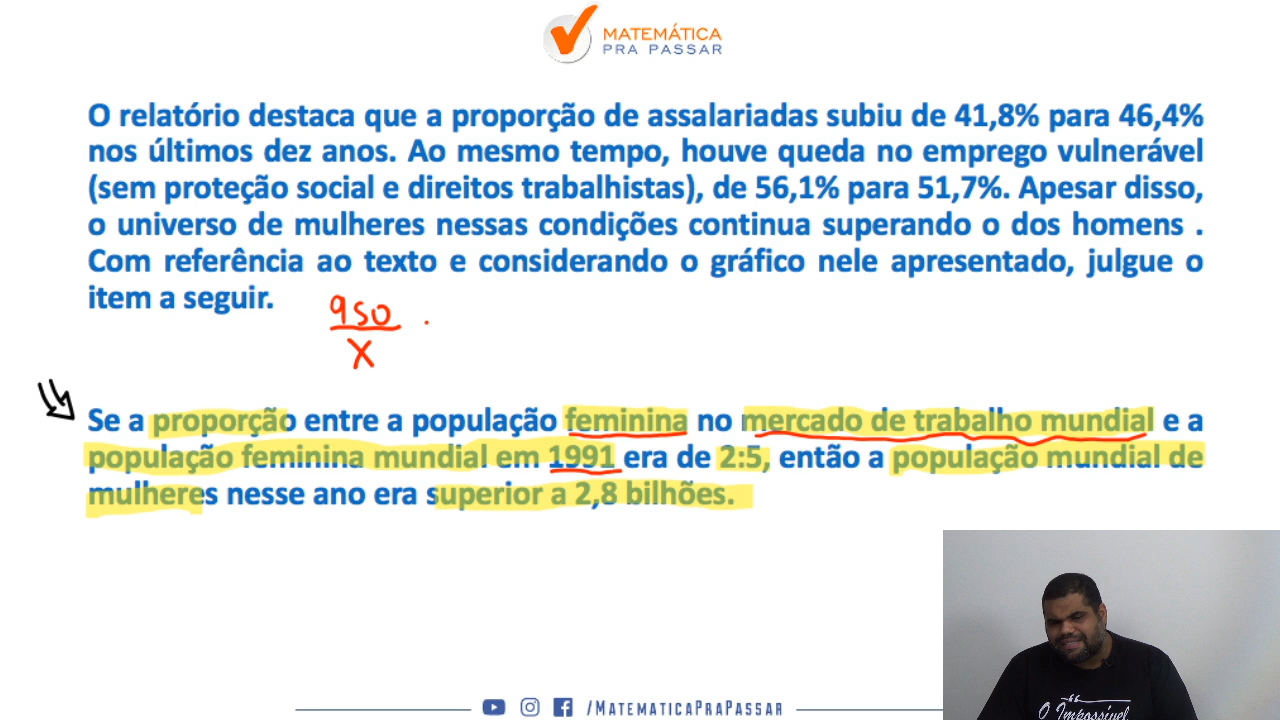 MATEMÁTICA
PRA PASSAR
O relatório destaca que a proporção de assalariadas subiu de 41,8% para 46,4%
nos últimos dez anos. Ao mesmo tempo, houve queda no emprego vulnerável
(sem proteção social e direitos trabalhistas), de 56,1% para 51,7%. Apesar disso,
o universo de mulheres nessas condições continua superando o dos homens .
Com referência ao texto e considerando o gráfico nele apresentado, julgue o
item a seguir.
950
X
Se a proporção entre a população feminina no mercado de trabalho mundial e a
população feminina mundial em 1991 era de 2:5, então a população mundial de
mulheres nesse ano era superior a 2,8 bilhões.
O Impossível
/MATEMATICAPRAPASSAR